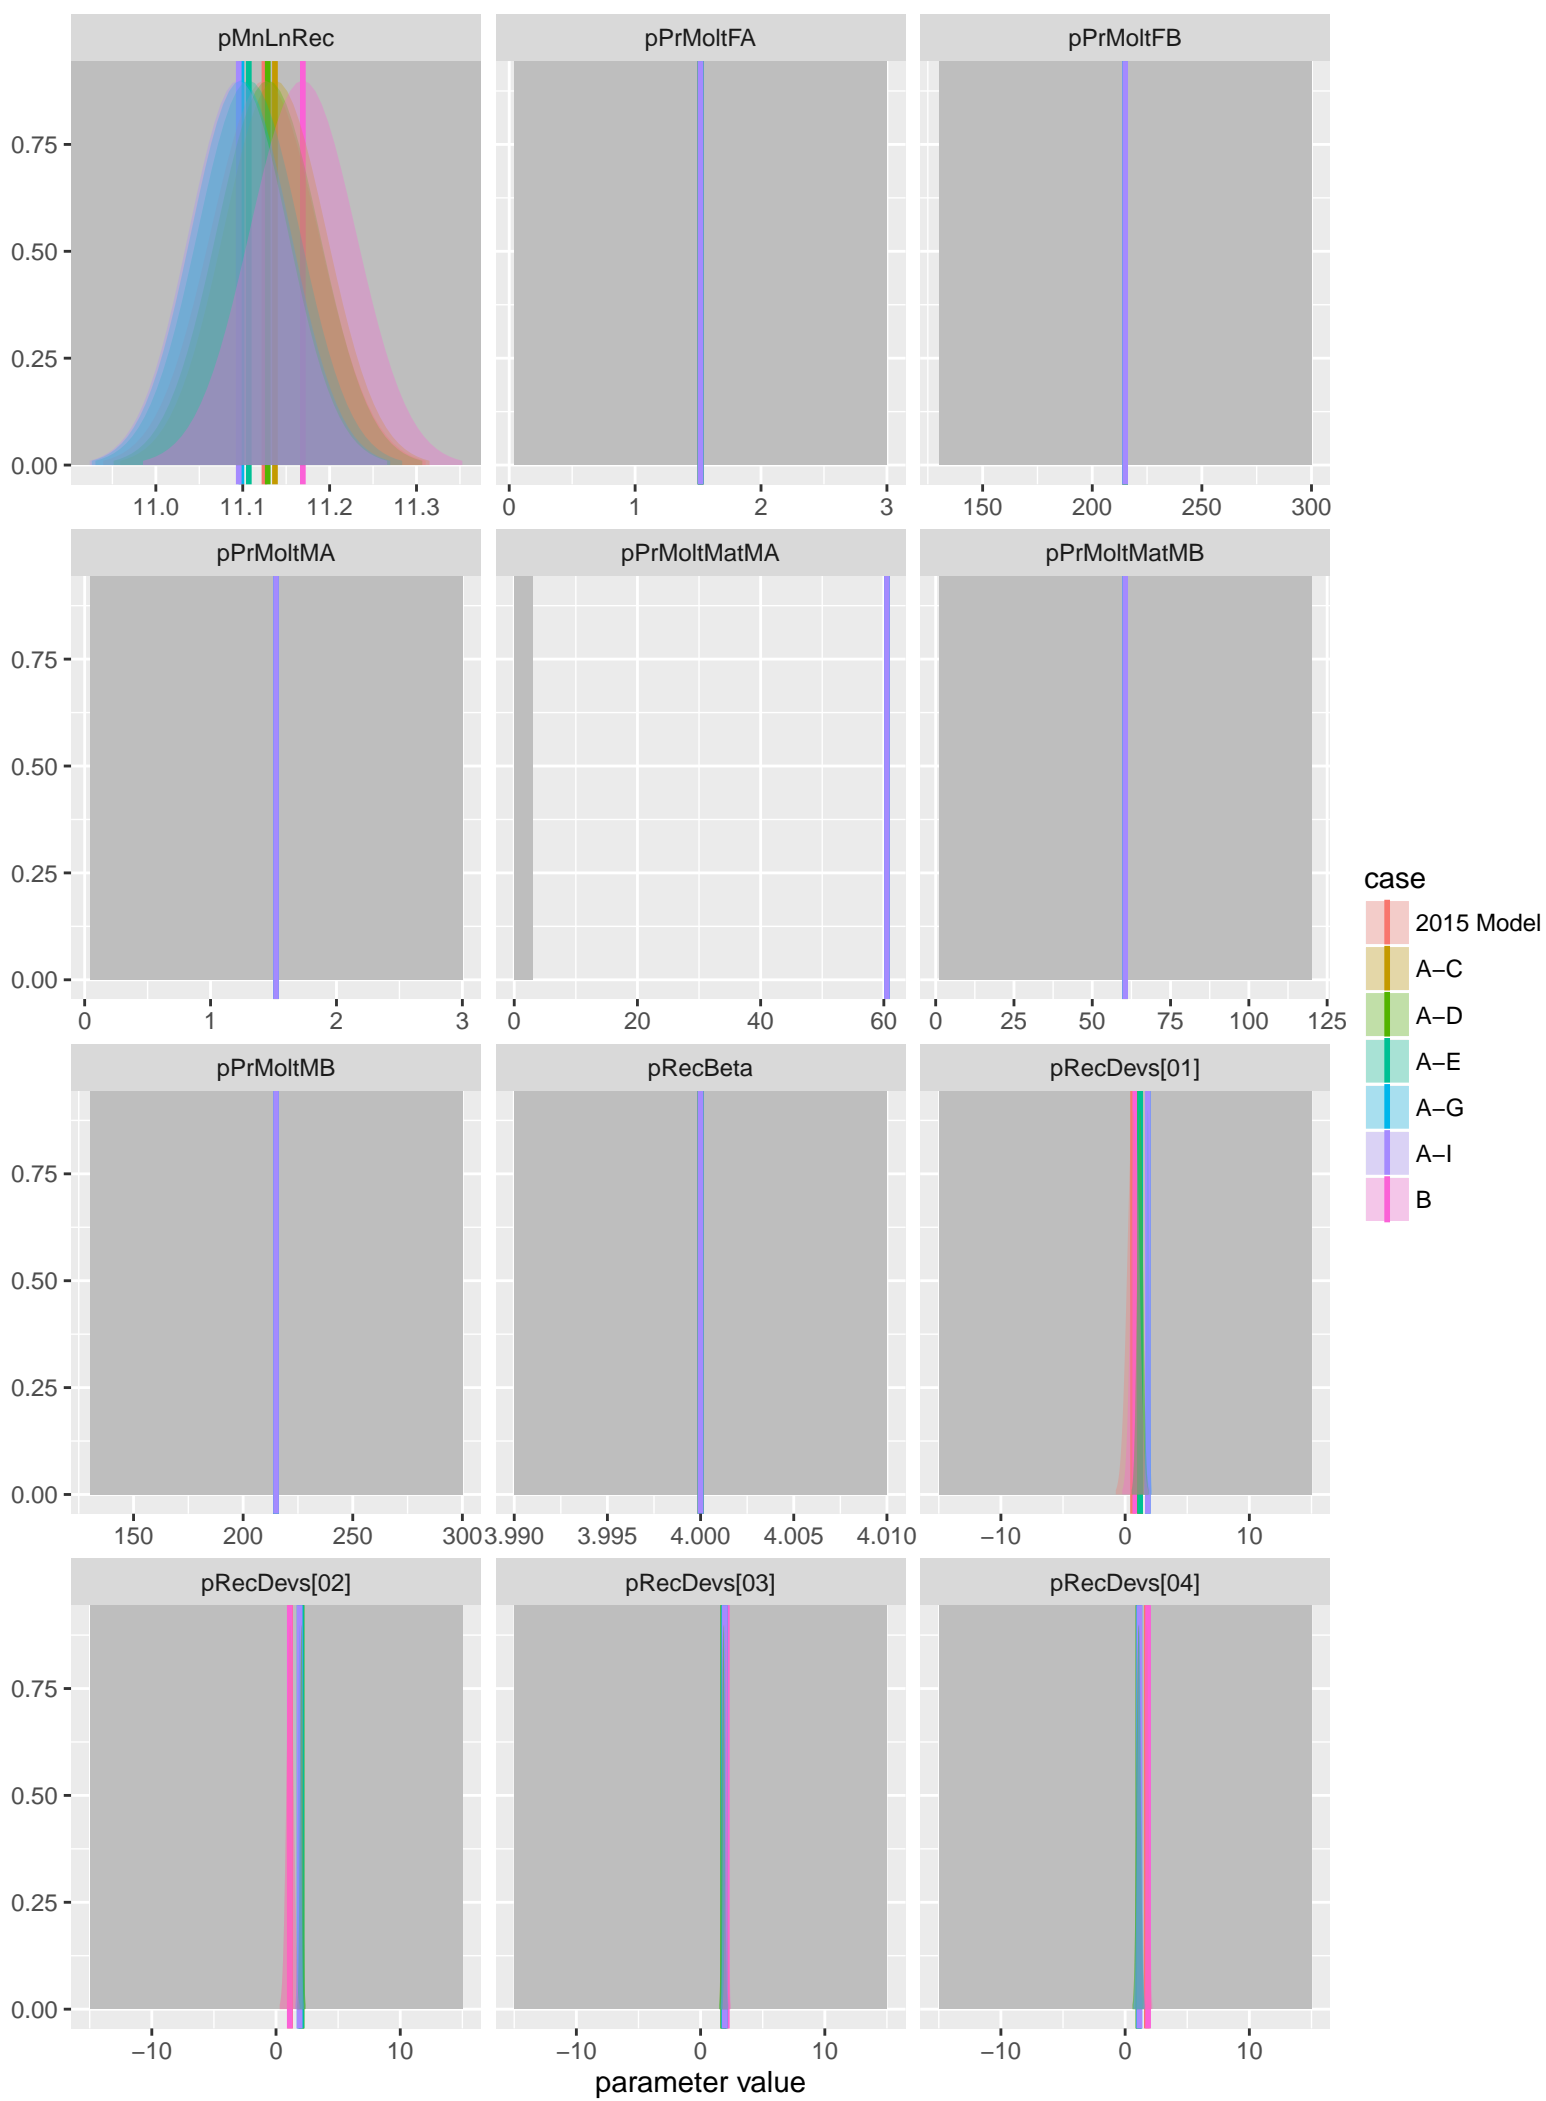 pMnLnRec pPrMoltFA pPrMoltFB
0.75
0.50
0.25
0.00
11.0 11.1 11.2 11.3 0 1 2 3 150 200 250 300
pPrMoltMA pPrMoltMatMA pPrMoltMatMB
0.75
0.50
0.25
0.00
0 1 2 3 0 20 40 60 0 25 50 75 100 125
case
2015 Model
A−C
A−D
A−E
A−G
A−I
B
pPrMoltMB pRecBeta pRecDevs[01]
0.75
0.50
0.25
0.00
150 200 250 300 3.990 3.995 4.000 4.005 4.010 −10 0 10
pRecDevs[02] pRecDevs[03] pRecDevs[04]
0.75
0.50
0.25
0.00
−10 0 10 −10 0 10 −10 0 10
parameter value